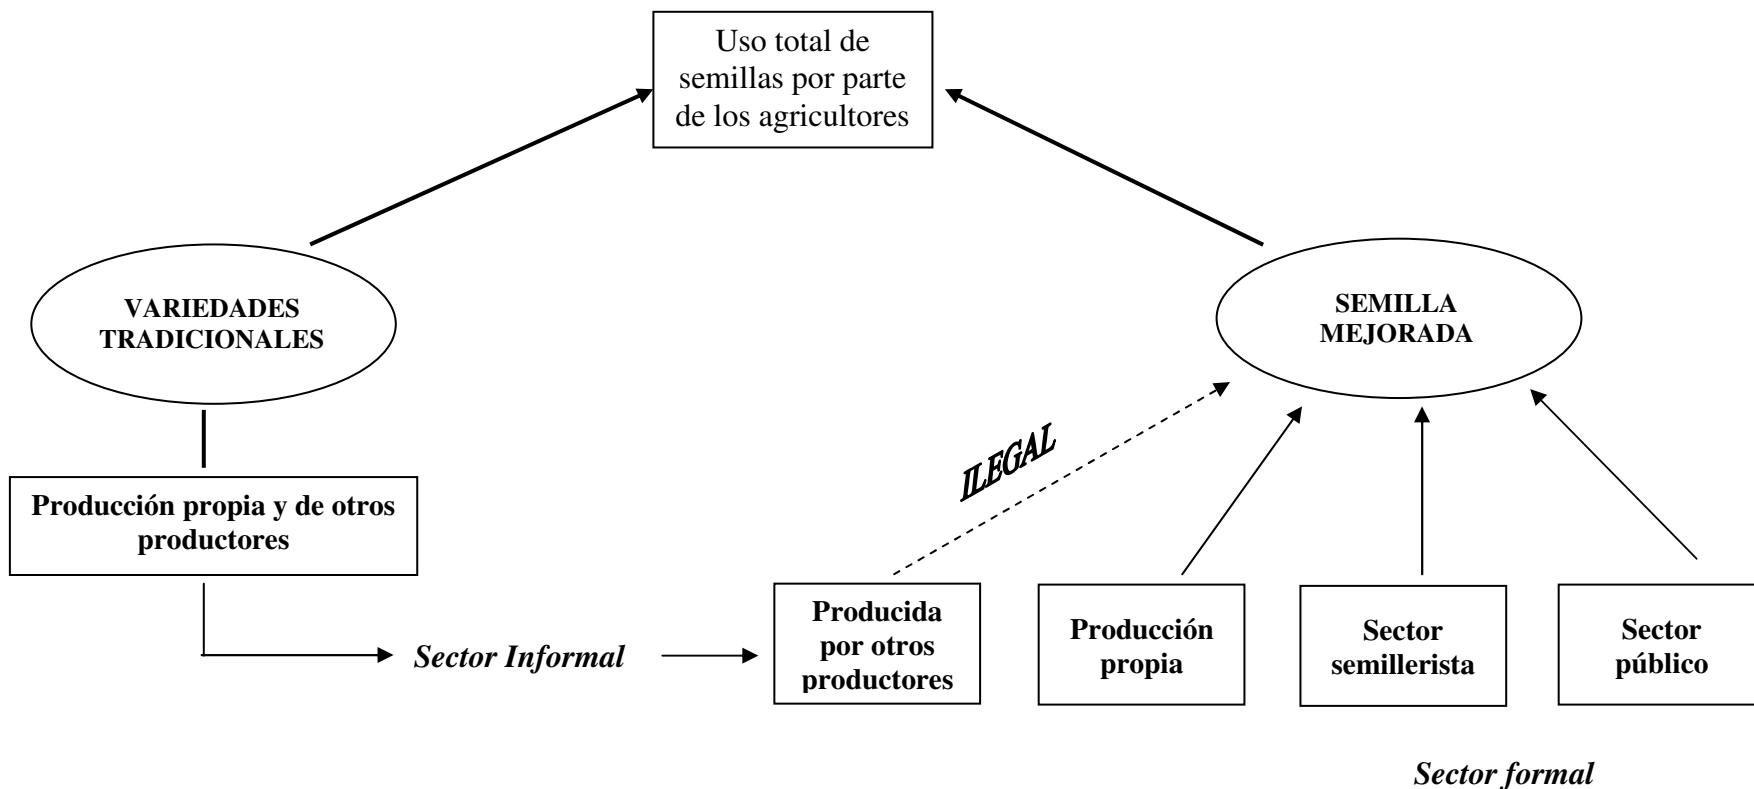 Uso total de
semillas por parte
de los agricultores
VARIEDADES
TRADICIONALES
SEMILLA
MEJORADA
ILEGAL
Producción propia y de otros
productores
Sector Informal
Producida
por otros
productores
Producción
propia
Sector
semillerista
Sector
público
Sector formal